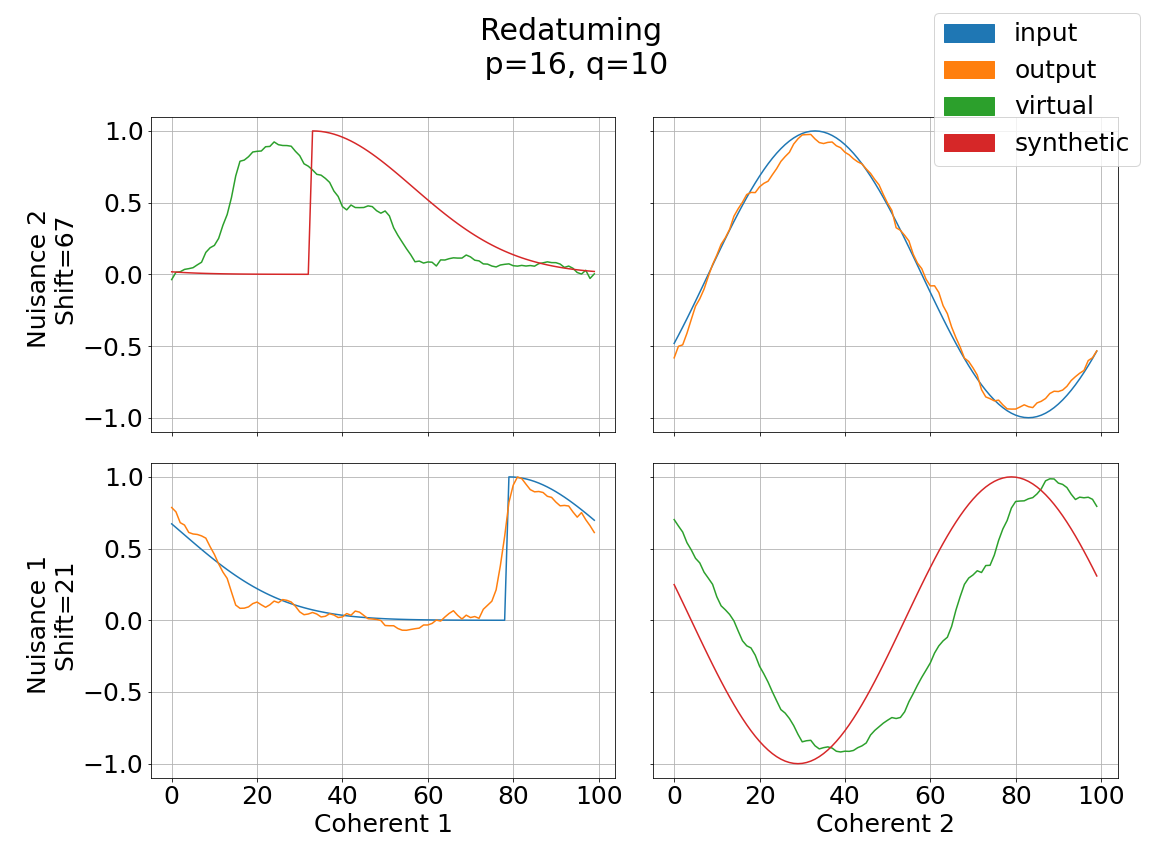 Redatuming
p=16, q=10
input
output
virtual
synthetic
Nuisance 2
Shift=67
1.0
0.5
0.0
−0.5
−1.0
Nuisance 1
Shift=21
1.0
0.5
0.0
−0.5
−1.0
0 20 40 60 80 100
Coherent 1
0 20 40 60 80 100
Coherent 2